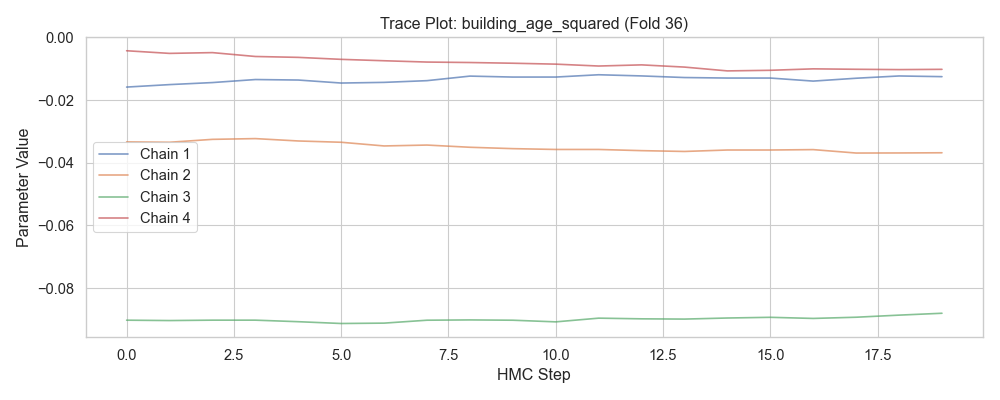 Trace Plot: building_age_squared (Fold 36)
Parameter Value
0.00
−0.02
−0.04
−0.06
−0.08
Chain 1
Chain 2
Chain 3
Chain 4
0.0 2.5 5.0 7.5 10.0 12.5 15.0 17.5
HMC Step